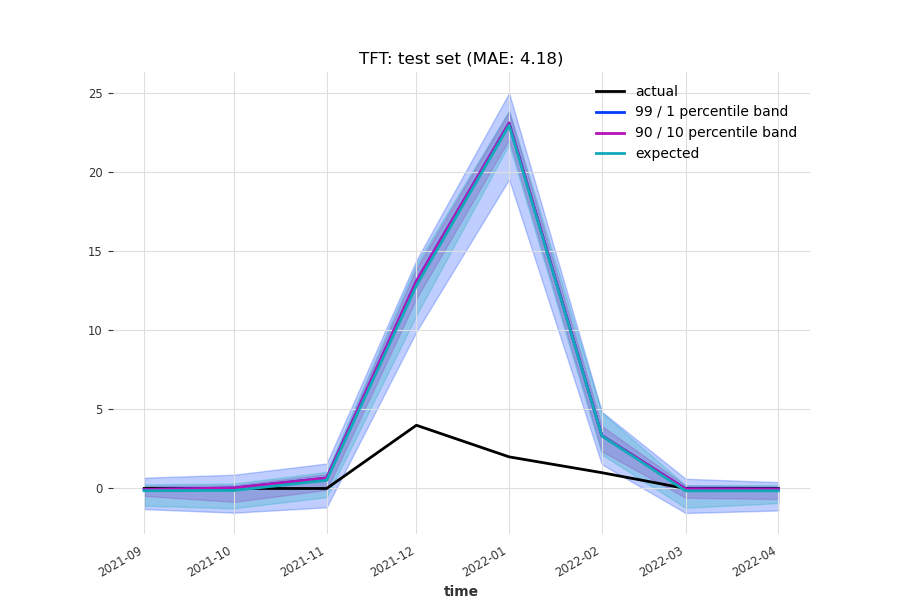 TFT: test set (MAE: 4.18)
25
20
15
10
5
0
actual
99 / 1 percentile band
90 / 10 percentile band
expected
2021-09
2021-10
2021-11
2021-12
2022-01
2022-02
2022-03
2022-04
time